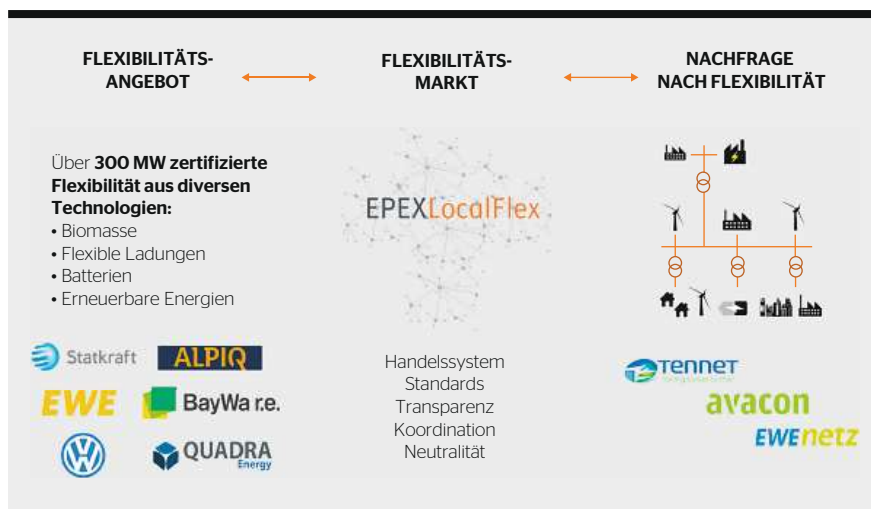 FLEXIBILITÄTS-
ANGEBOT
FLEXIBILITÄTS-
MARKT
NACHFRAGE
NACH FLEXIBILITÄT
Über 300 MW zertifizierte
Flexibilität aus diversen
Technologien:
• Biomasse
• Flexible Ladungen
• Batterien
• Erneuerbare Energien
Statkraft
ALPIQ
EWE
BayWa r.e.
QUADRA
Energy
EPEXLocalFlex
Handelssystem
Standards
Transparenz
Koordination
Neutralität
TENNET
avacon
EWEnetz